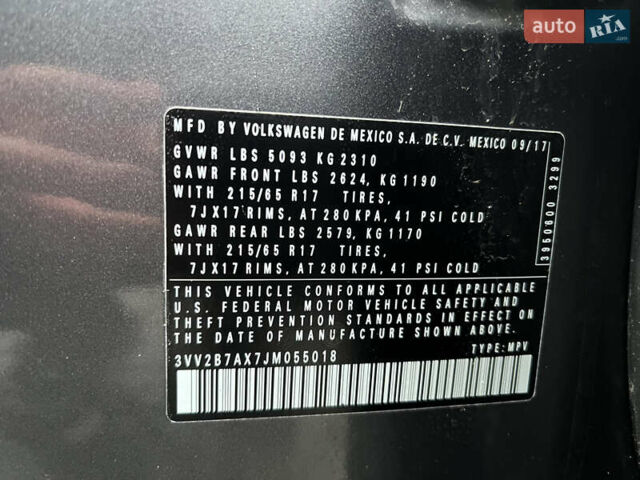 auto RIA.com
MFD BY VOLKSWAGEN DE MEXICO S.A. DE C.V. MEXICO 09/17
GVWR LBS 5093 KG 2310
GAWR FRONT LBS 2624, KG 1190
WITH 215/65 R17 TIRES,
7JX17 RIMS, AT 280 KPA, 41 PSI COLD
GAWR REAR LBS 2579, KG 1170
WITH 215/65 R17 TIRES,
7JX17 RIMS, AT 280 KPA, 41 PSI COLD
3950600 3299
THIS VEHICLE CONFORMS TO ALL APPLICABLE
U.S. FEDERAL MOTOR VEHICLE SAFETY AND
THEFT PREVENTION STANDARDS IN EFFECT ON
THE DATE OF MANUFACTURE SHOWN ABOVE.
3VV2B7AX7JM055018 TYPE: MPV